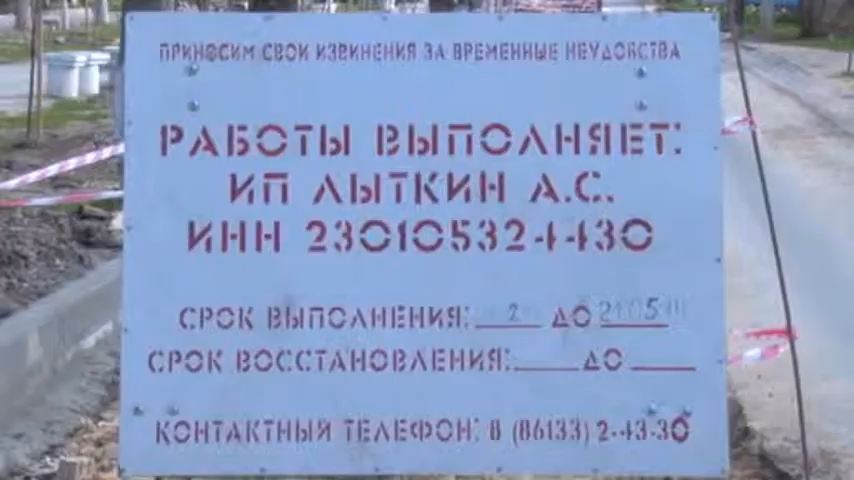 ПРИНОСИМ СВОИ ИЗВИНЕНИЯ ЗА ВРЕМЕННЫЕ НЕУДОБСТВА
РАБОТЫ ВЫПОЛНЯЕТ:
ИП ЛЫТКИН А.С.
ИНН 230105324430
СРОК ВЫПОЛНЕНИЯ: 2 ДО
СРОК ВОССТАНОВЛЕНИЯ: ДО
КОНТАКТНЫЙ ТЕЛЕФОН: 8 (86133) 2-43-30